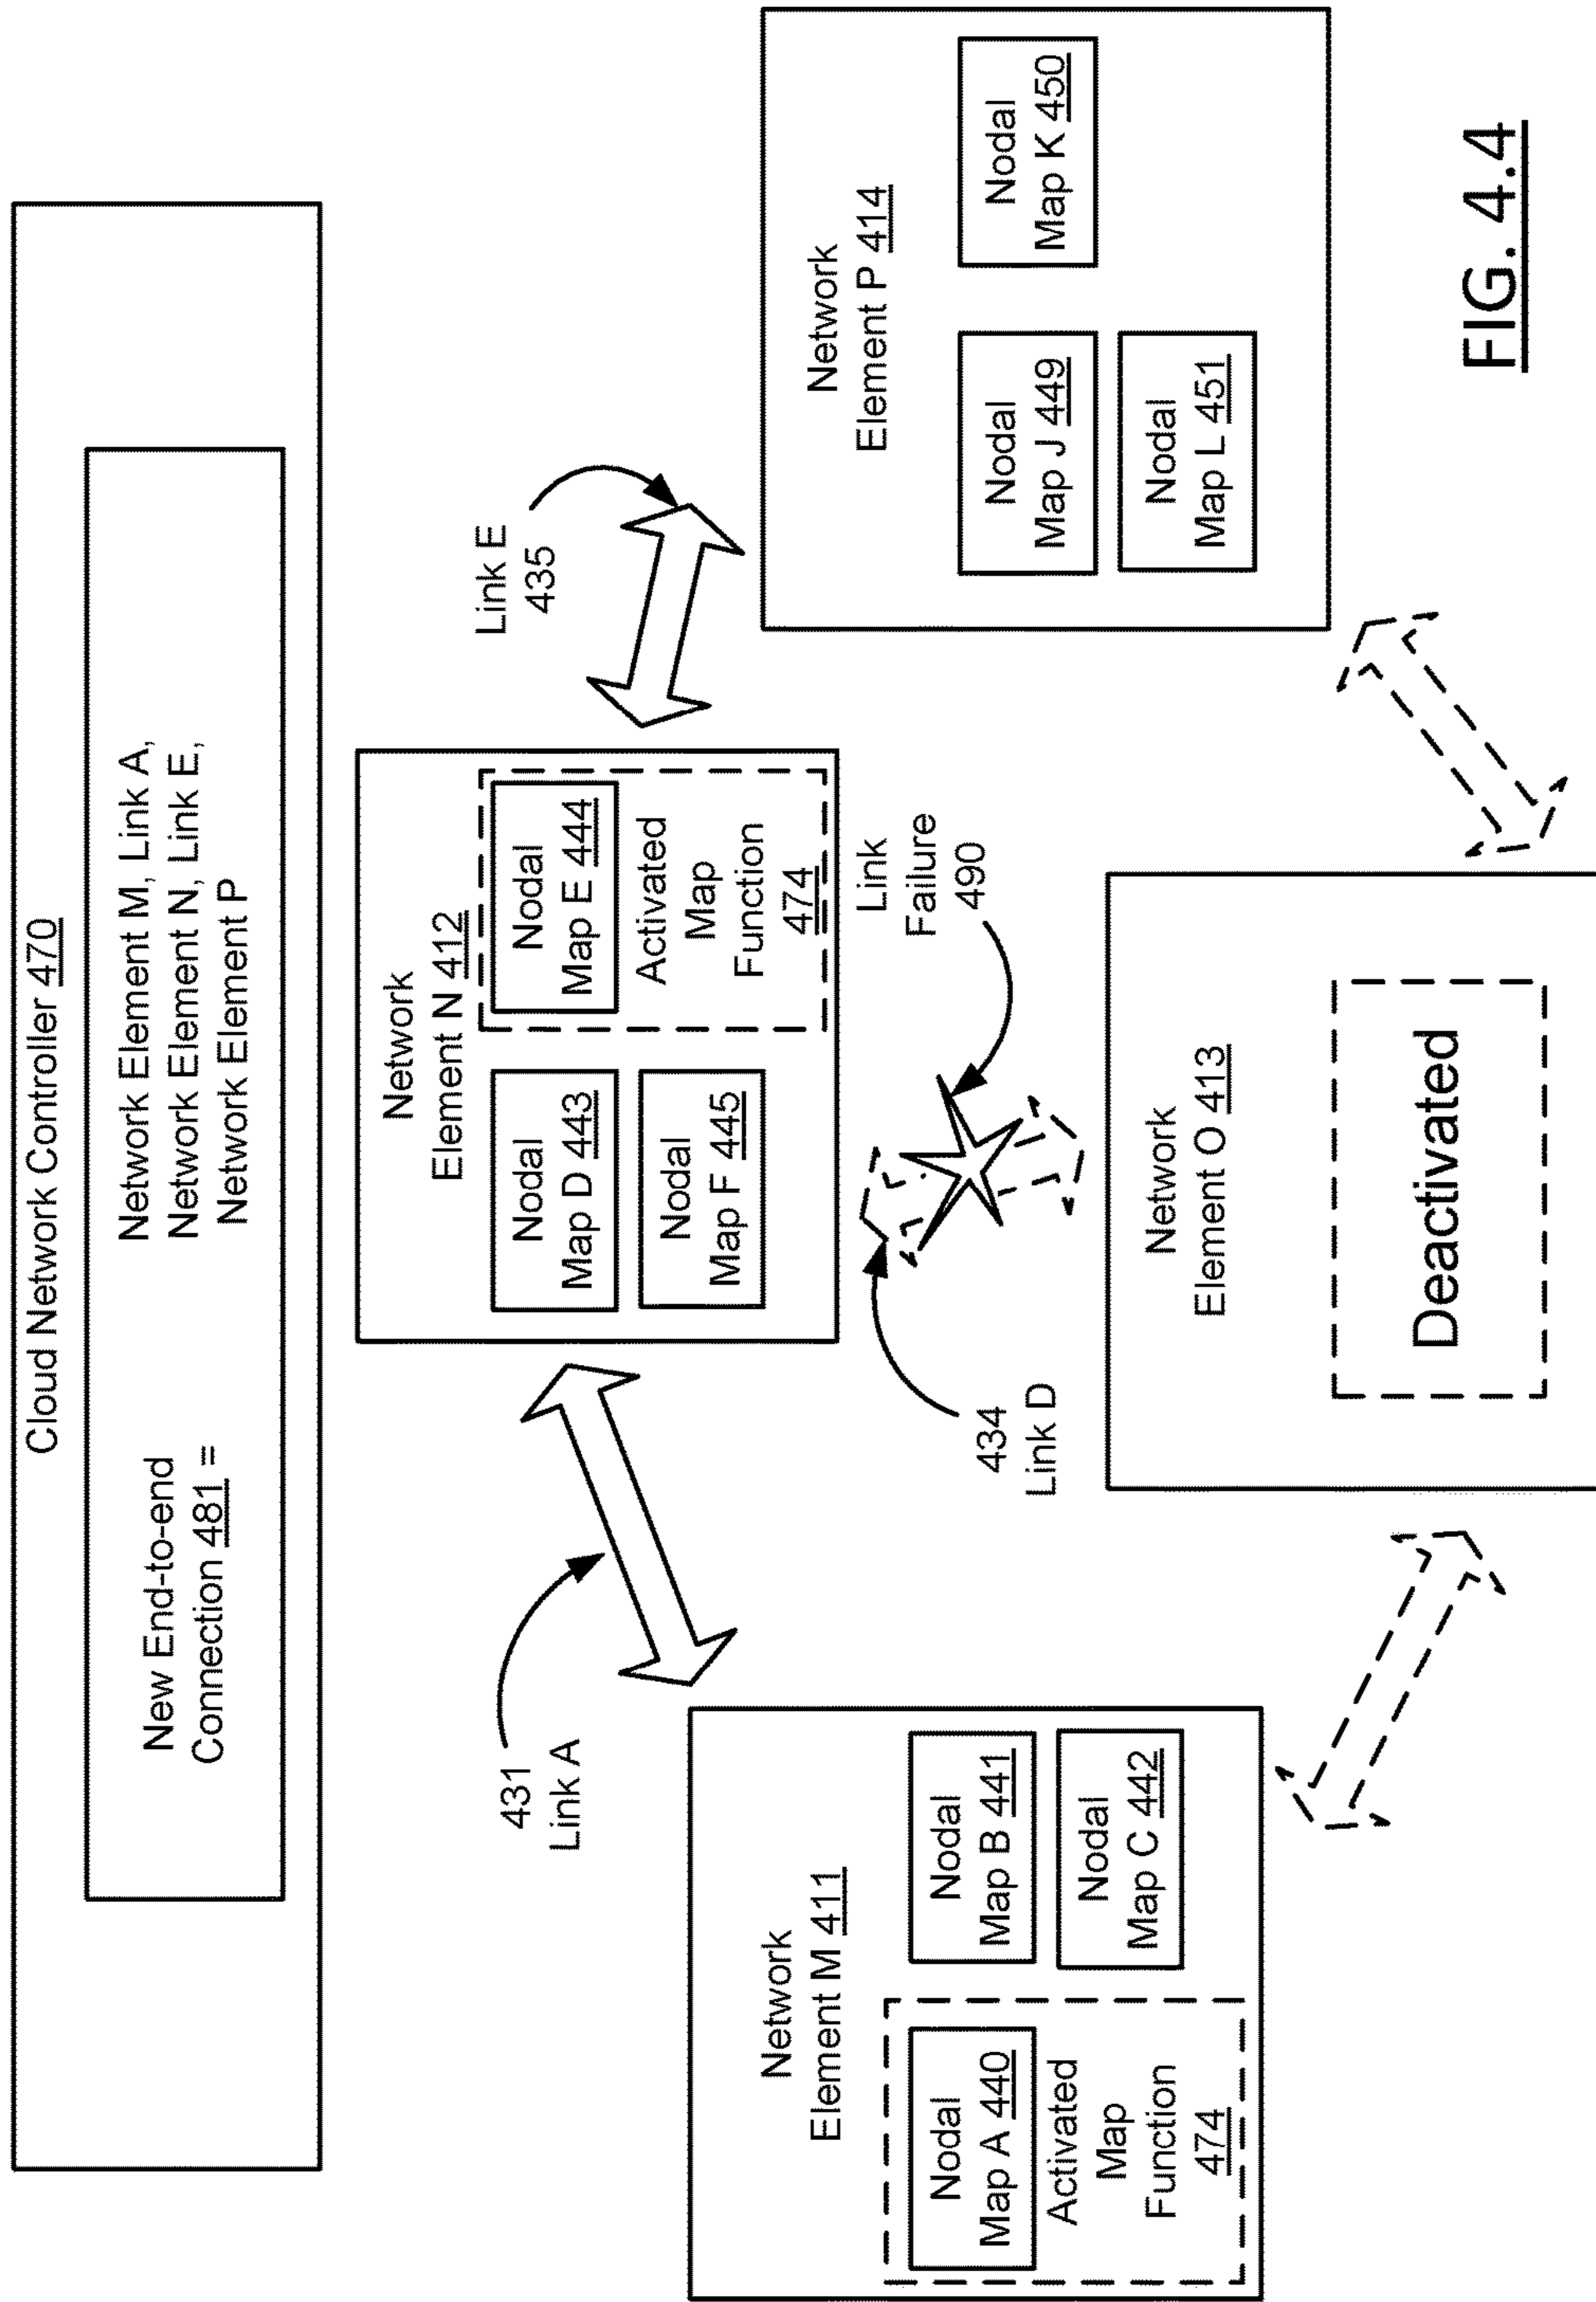 Cloud Network Controller 470
New End-to-end
Connection 481 =
Network Element M, Link A,
Network Element N, Link E,
Network Element P
431
Link A
Link E
435
Network
Element M 411
Nodal
Map A 440
Activated
Map
Function
474
Nodal
Map B 441
Nodal
Map C 442
Network
Element N 412
Nodal
Map D 443
Nodal
Map F 445
Nodal
Map E 444
Activated
Map
Function
474
Network
Element P 414
Nodal
Map J 449
Nodal
Map K 450
Nodal
Map L 451
434
Link D
Link
Failure
490
Network
Element O 413
Deactivated
FIG. 4.4